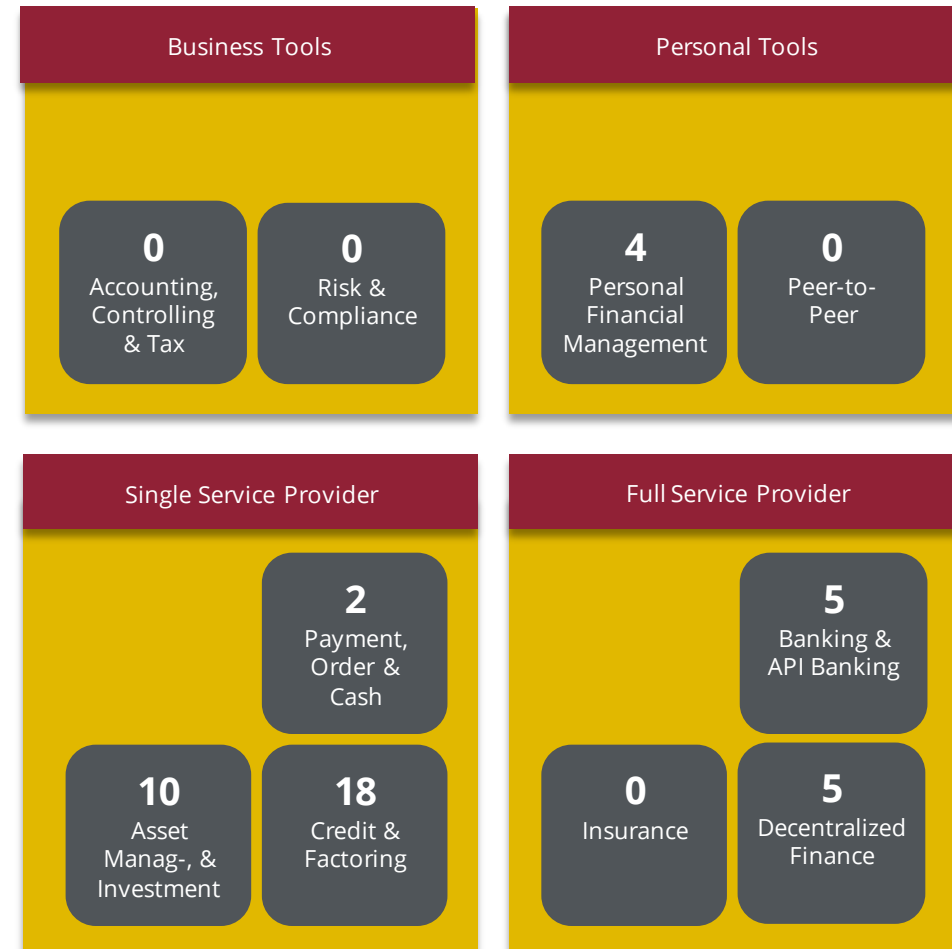 Business Tools
Personal Tools
0
Accounting,
Controlling
& Tax
0
Risk &
Compliance
4
Personal
Financial
Management
0
Peer-to-
Peer
Single Service Provider
Full Service Provider
2
Payment,
Order &
Cash
5
Banking &
API Banking
10
Asset
Manag-, &
Investment
18
Credit &
Factoring
0
Insurance
5
Decentralized
Finance